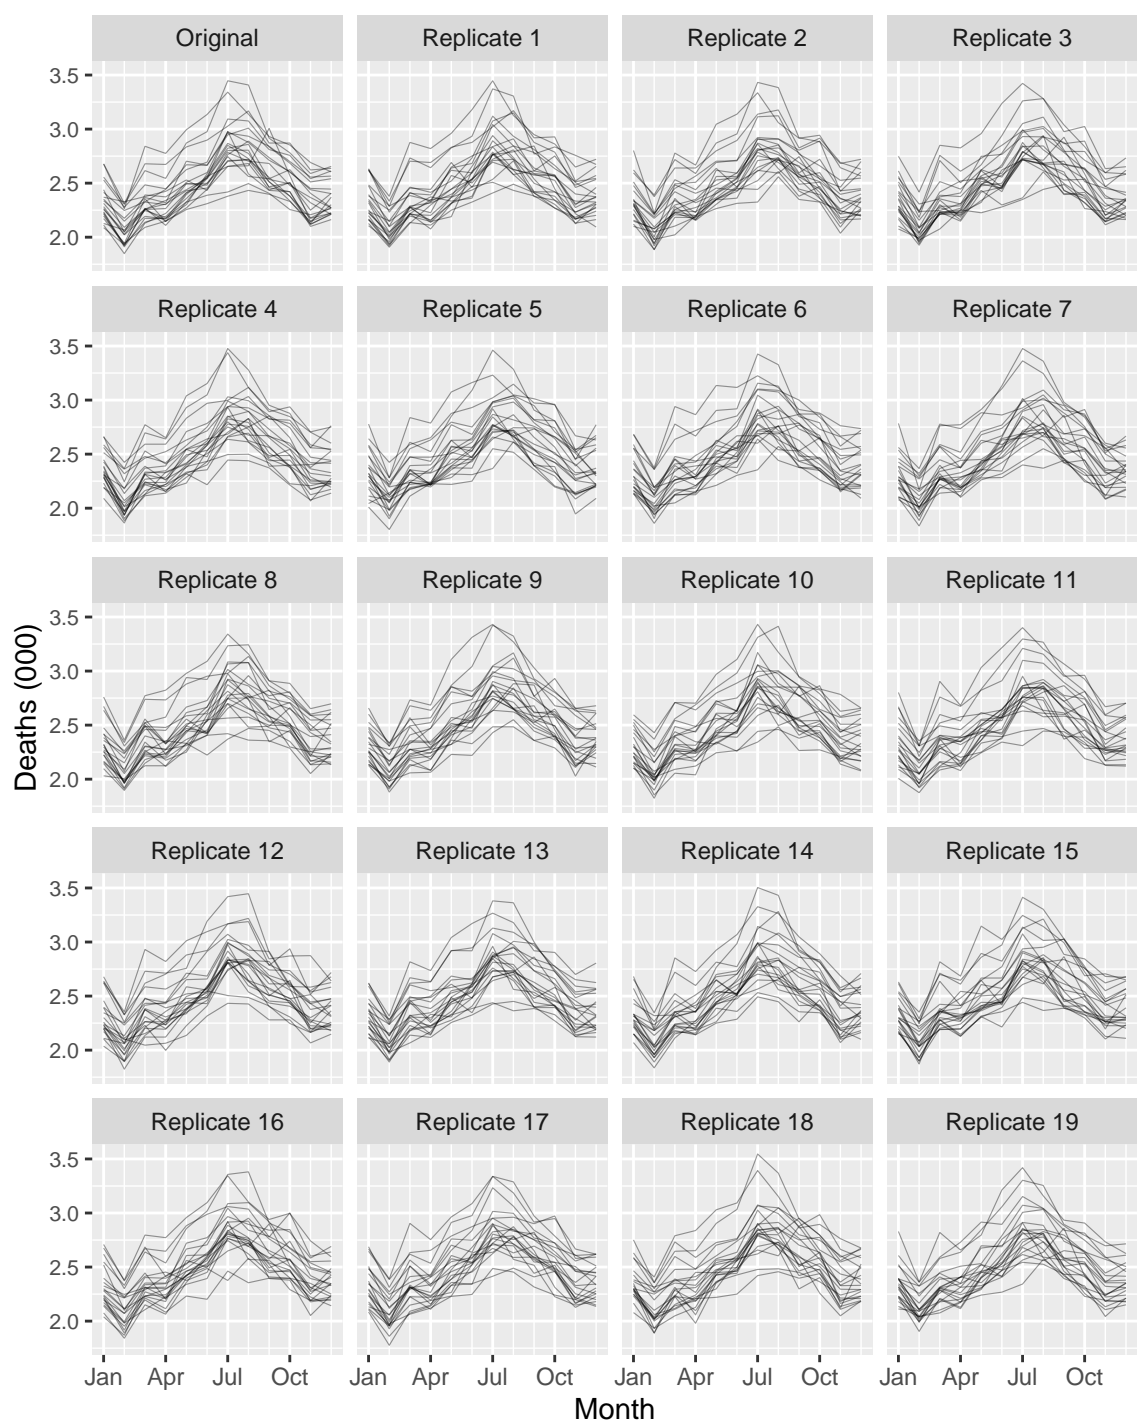 Original Replicate 1 Replicate 2 Replicate 3
3.5
3.0
2.5
2.0
Replicate 4 Replicate 5 Replicate 6 Replicate 7
3.5
3.0
2.5
2.0
Replicate 8 Replicate 9 Replicate 10 Replicate 11
3.5
3.0
2.5
2.0
Deaths (000)
Replicate 12 Replicate 13 Replicate 14 Replicate 15
3.5
3.0
2.5
2.0
Replicate 16 Replicate 17 Replicate 18 Replicate 19
3.5
3.0
2.5
2.0
Jan Apr Jul Oct Jan Apr Jul Oct Jan Apr Jul Oct Jan Apr Jul Oct
Month